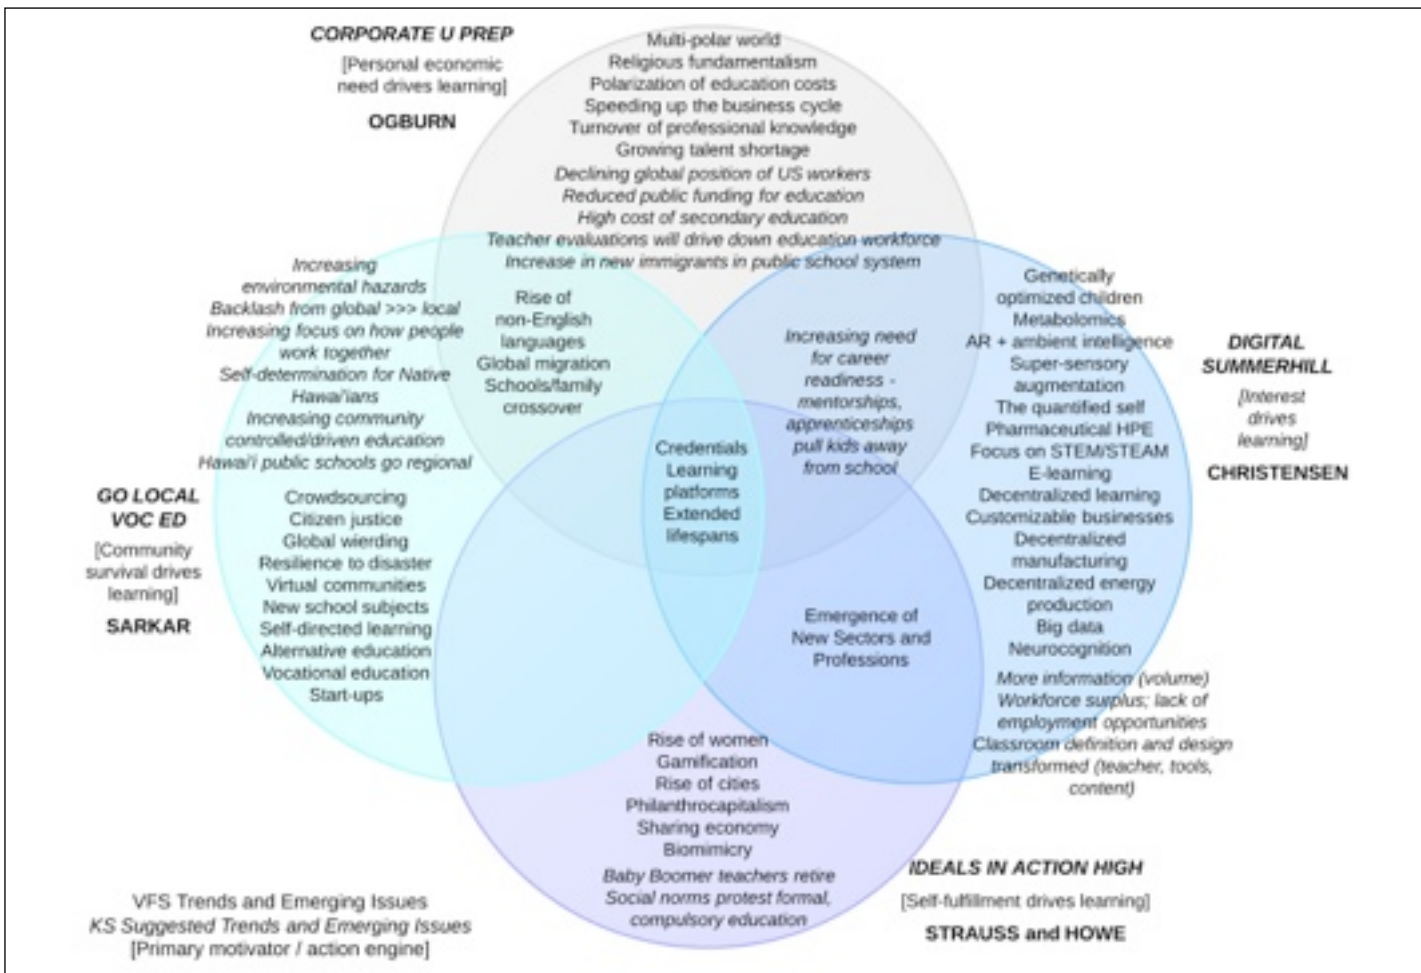 CORPORATE U PREP
[Personal economic
need drives learning]
OGBURN
Multi-polar world
Religious fundamentalism
Polarization of education costs
Speeding up the business cycle
Turnover of professional knowledge
Growing talent shortage
Declining global position of US workers
Reduced public funding for education
High cost of secondary education
Teacher evaluations will drive down education workforce
Increase in new immigrants in public school system
Increasing
environmental hazards
Backlash from global >>> local
Increasing focus on how people
work together
Self-determination for Native
Hawai'ians
Increasing community
controlled/driven education
Hawai'i public schools go regional
Rise of
non-English
languages
Global migration
Schools/family
crossover
Increasing need
for career
readiness -
mentorships,
apprenticeships
pull kids away
from school
Genetically
optimized children
Metabolomics
AR + ambient intelligence
Super-sensory
augmentation
The quantified self
Pharmaceutical HPE
Focus on STEM/STEAM
E-learning
Decentralized learning
Customizable businesses
Decentralized
manufacturing
Decentralized energy
production
Big data
Neurocognition
More information (volume)
Workforce surplus; lack of
employment opportunities
Classroom definition and design
transformed (teacher, tools,
content)
DIGITAL
SUMMERHILL
[Interest
drives
learning]
CHRISTENSEN
Credentials
Learning
platforms
Extended
lifespans
GO LOCAL
VOC ED
[Community
survival drives
learning]
SARKAR
Crowdsourcing
Citizen justice
Global wierding
Resilience to disaster
Virtual communities
New school subjects
Self-directed learning
Alternative education
Vocational education
Start-ups
Emergence of
New Sectors and
Professions
Rise of women
Gamification
Rise of cities
Philanthrocapitalism
Sharing economy
Biomimicry
Baby Boomer teachers retire
Social norms protest formal,
compulsory education
IDEALS IN ACTION HIGH
[Self-fulfillment drives learning]
STRAUSS and HOWE
VFS Trends and Emerging Issues
KS Suggested Trends and Emerging Issues
[Primary motivator / action engine]